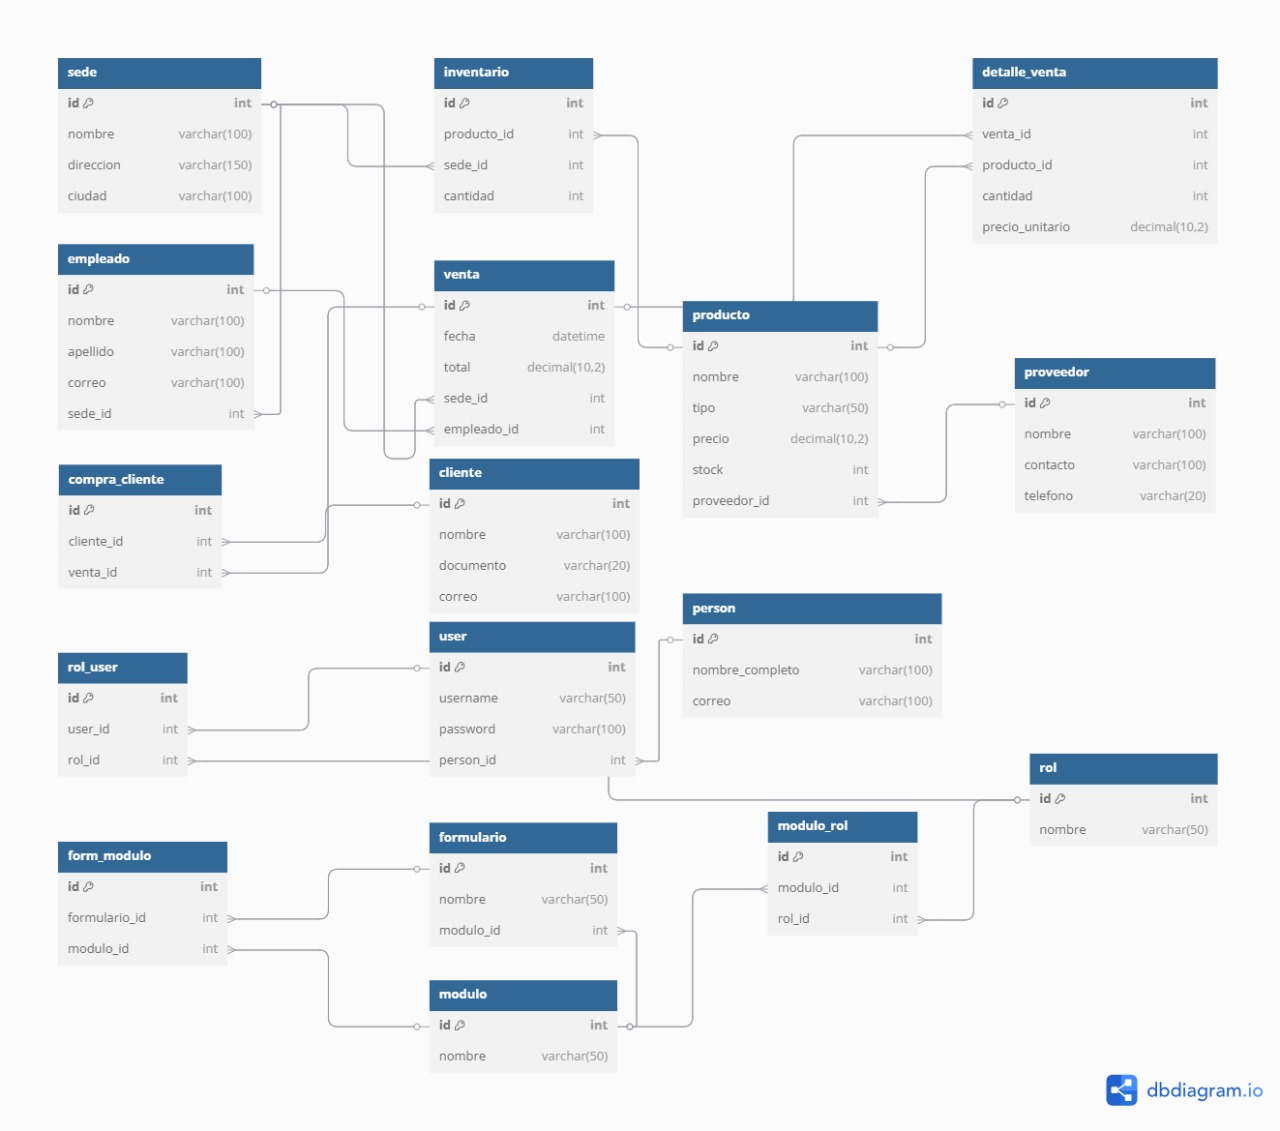 sede
id int
nombre varchar(100)
direccion varchar(150)
ciudad varchar(100)
inventario
id int
producto_id int
sede_id int
cantidad int
detalle_venta
id int
venta_id int
producto_id int
cantidad int
precio_unitario decimal(10,2)
empleado
id int
nombre varchar(100)
apellido varchar(100)
correo varchar(100)
sede_id int
venta
id int
fecha datetime
total decimal(10,2)
sede_id int
empleado_id int
producto
id int
nombre varchar(100)
tipo varchar(50)
precio decimal(10,2)
stock int
proveedor_id int
proveedor
id int
nombre varchar(100)
contacto varchar(100)
telefono varchar(20)
compra_cliente
id int
cliente_id int
venta_id int
cliente
id int
nombre varchar(100)
documento varchar(20)
correo varchar(100)
person
id int
nombre_completo varchar(100)
correo varchar(100)
rol_user
id int
user_id int
rol_id int
user
id int
username varchar(50)
password varchar(100)
person_id int
rol
id int
nombre varchar(50)
form_modulo
id int
formulario_id int
modulo_id int
formulario
id int
nombre varchar(50)
modulo_id int
modulo_rol
id int
modulo_id int
rol_id int
modulo
id int
nombre varchar(50)
dbdiagram.io